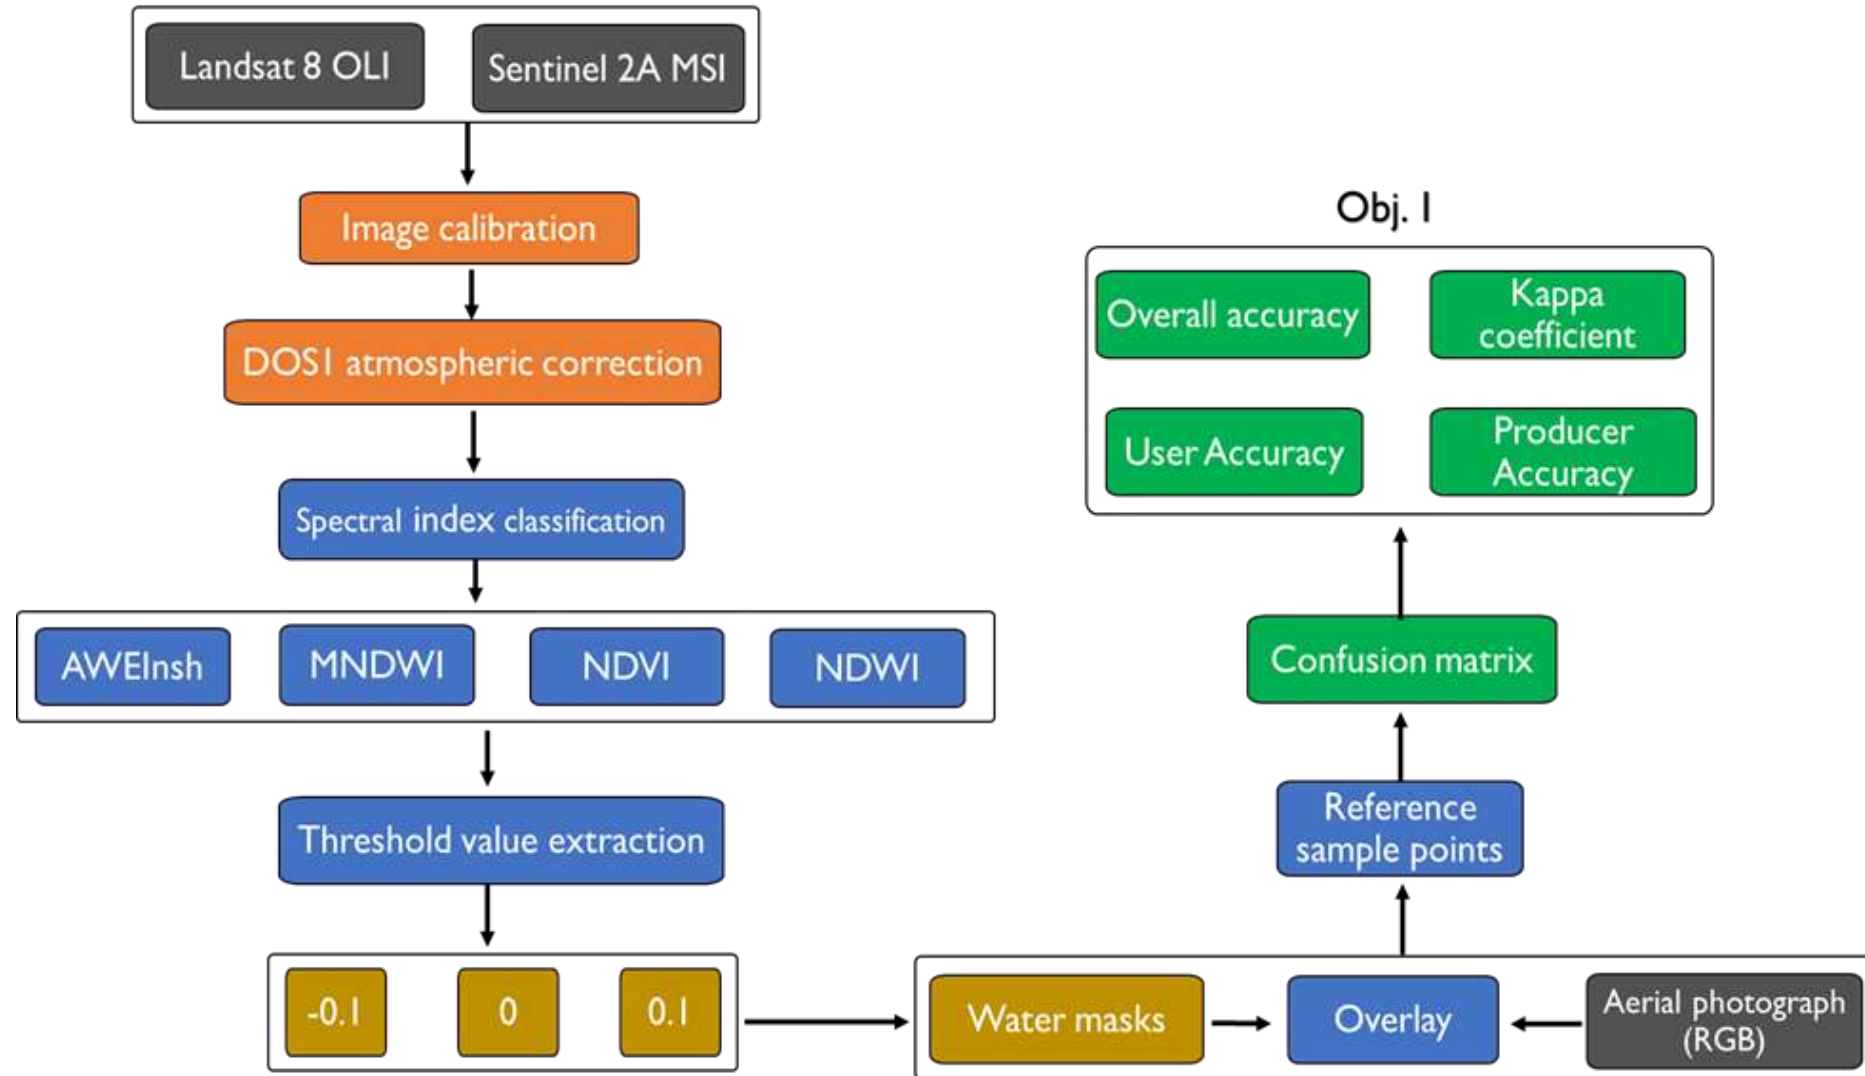 Landsat 8 OLI
Sentinel 2A MSI
Image calibration
DOS1 atmospheric correction
Spectral index classification
AWEInsh
MNDWI
NDVI
NDWI
Threshold value extraction
-0.1
0
0.1
Water masks
Overlay
Aerial photograph
(RGB)
Reference
sample points
Confusion matrix
Obj. 1
Overall accuracy
Kappa
coefficient
User Accuracy
Producer
Accuracy